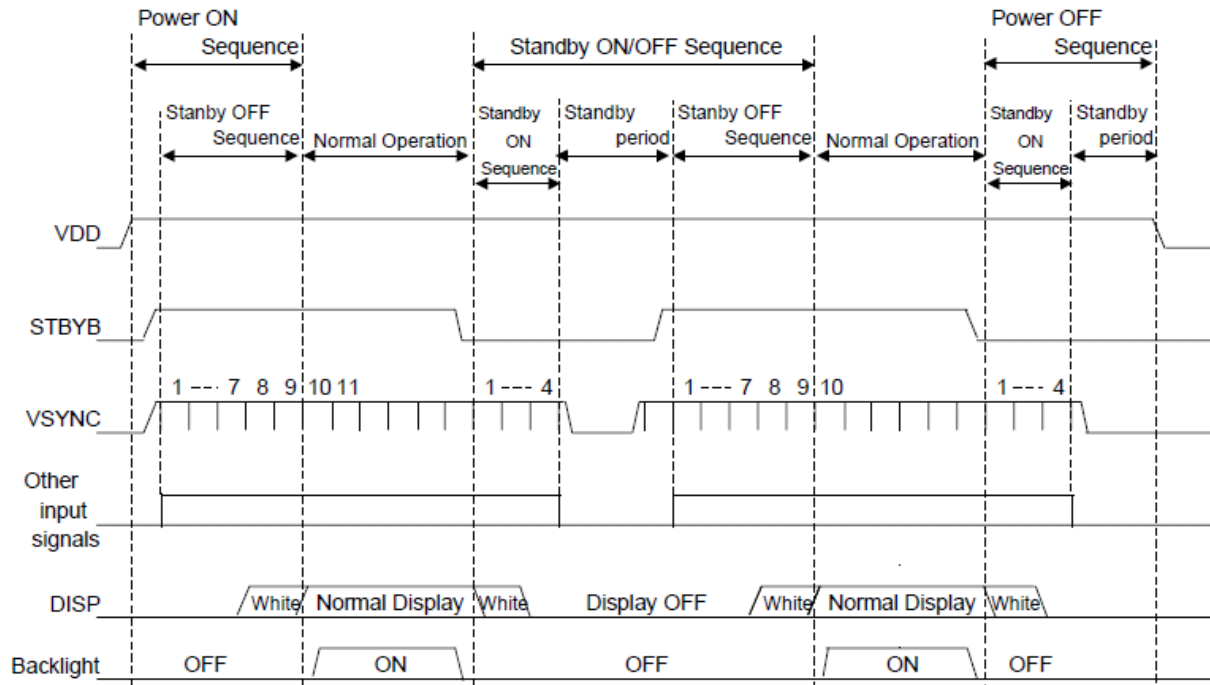 Power ON
Sequence
Standby ON/OFF Sequence
Power OFF
Sequence
Stanby OFF
Sequence
Normal Operation
Standby
ON
Sequence
Standby
period
Stanby OFF
Sequence
Normal Operation
Standby
ON
Sequence
Standby
period
VDD
STBYB
VSYNC
1 --- 7 8 9 10 11
1 --- 4
1 --- 7 8 9 10
1 --- 4
Other
input
signals
DISP
White
Normal Display
White
Display OFF
White
Normal Display
White
Backlight
OFF
ON
OFF
ON
OFF